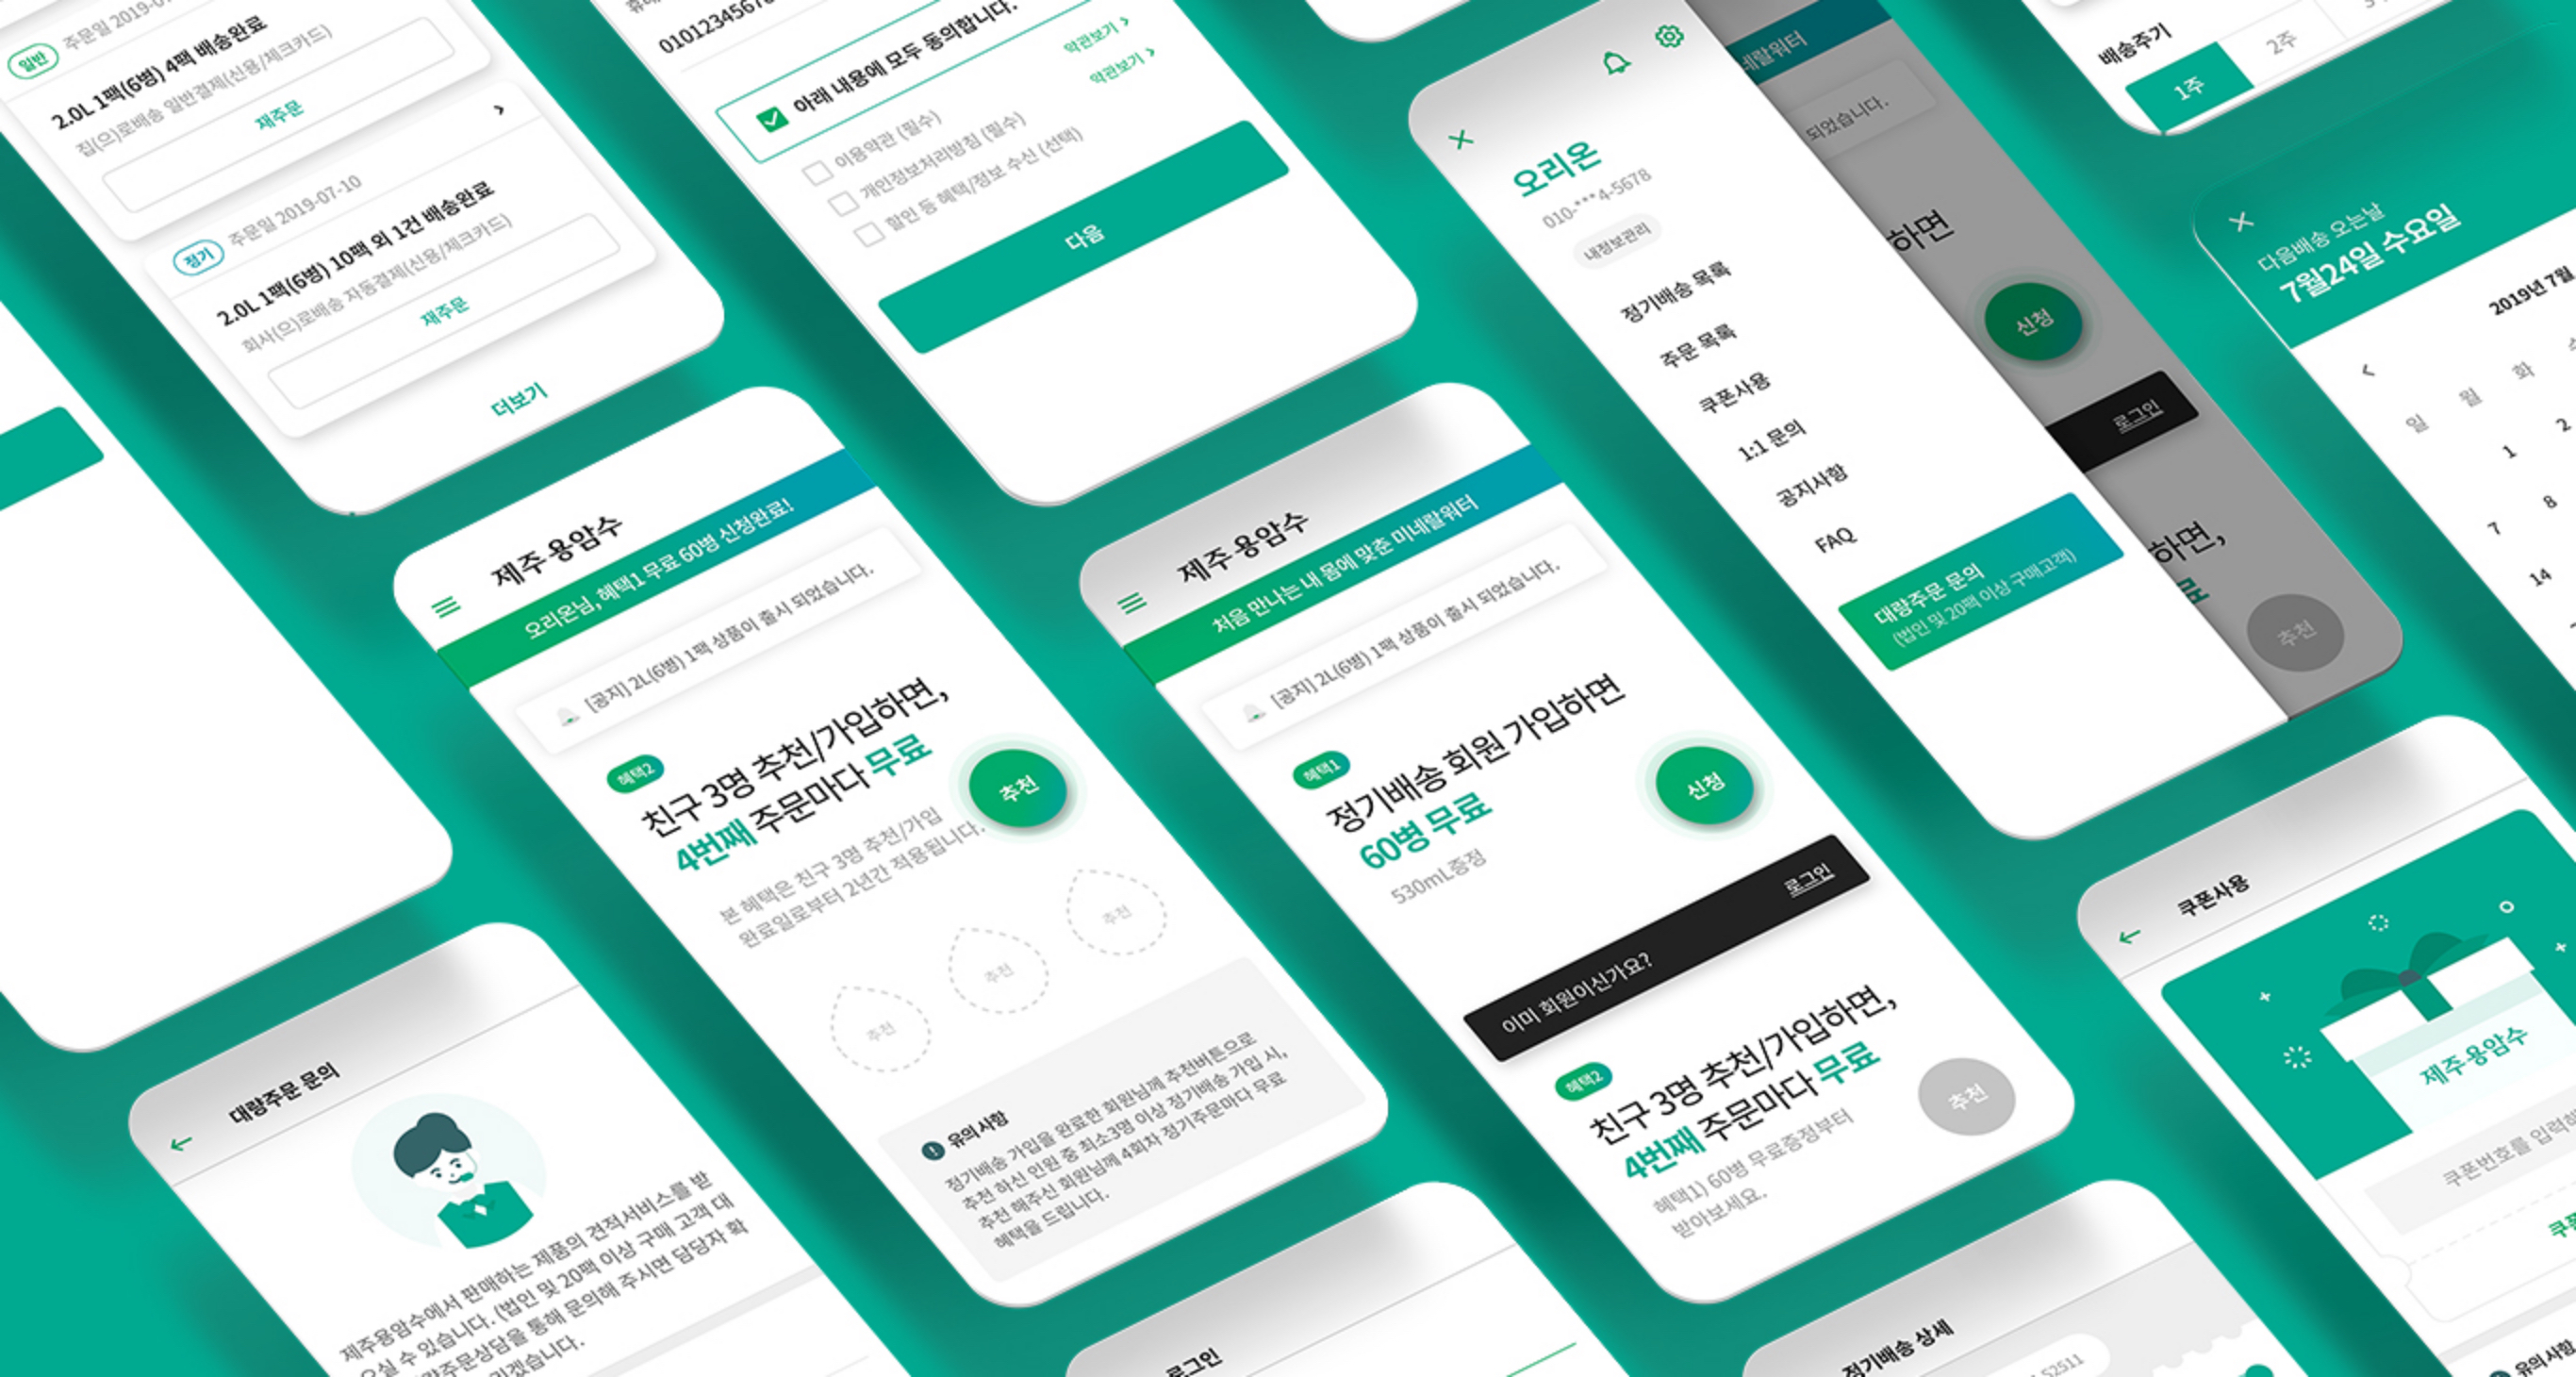 일반
2.0L 1팩(6병) 4팩 배송완료
집(으)로배송 일반결제(신용/체크카드)
재주문
정기 주문일 2019-07-10
2.0L 1팩(6병) 10팩 외 1건 배송완료
회사(으)로배송 자동결제(신용/체크카드)
재주문
더보기
아래 내용에 모두 동의합니다.
이용약관 (필수)
약관보기
개인정보처리방침 (필수)
약관보기
할인 등 혜택/정보 수신 (선택)
다음
오리온
010-***4-5678
내정보관리
정기배송 목록
주문 목록
쿠폰사용
1:1 문의
공지사항
FAQ
대량주문 문의
(법인 및 20팩 이상 구매고객)
네랄워터
되었습니다.
하면
신청
로그인
하면,
료
추천
배송주기
1주
2주
다음배송 오는날
7월24일 수요일
2019년 7월
일 월 화
1 2
7 8
14
제주용암수
오리온님, 혜택1 무료 60병 신청완료!
[공지] 2L(6병) 1팩 상품이 출시 되었습니다.
혜택2
친구 3명 추천/가입하면,
4번째 주문마다 무료
추천
본 혜택은 친구 3명 추천/가입
완료일로부터 2년간 적용됩니다.
추천
추천
추천
유의사항
정기배송 가입을 완료한 회원님께 추천버튼으로
추천 하신 인원 중 최소3명 이상 정기배송 가입 시,
추천 해주신 회원님께 4회차 정기주문마다 무료
혜택을 드립니다.
제주용암수
처음 만나는 내 몸에 맞춘 미네랄워터
[공지] 2L(6병) 1팩 상품이 출시 되었습니다.
혜택1
정기배송 회원 가입하면
60병 무료
530mL증정
신청
이미 회원이신가요?
로그인
혜택2
친구 3명 추천/가입하면,
4번째 주문마다 무료
추천
혜택1) 60병 무료증정부터
받아보세요.
대량주문 문의
제주용암수에서 판매하는 제품의 견적서비스를 받
으실 수 있습니다. (법인 및 20팩 이상 구매 고객 대
량주문상담을 통해 문의해 주시면 담당자 확
리겠습니다.
로그인
쿠폰사용
제주용암수
쿠폰번호를 입력하
정기배송 상세
52511
유의사항